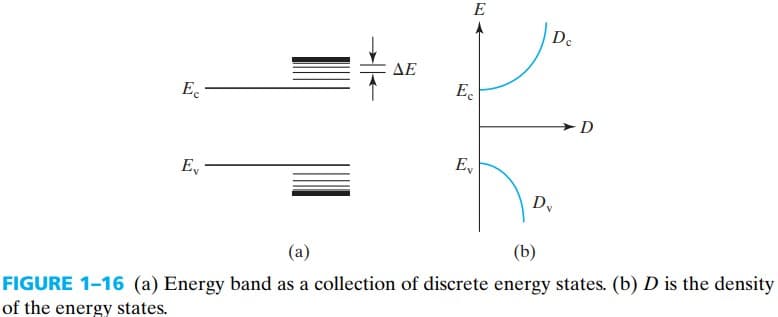 E
D_c
ΔE
E_c
E_c
D
E_v
E_v
D_v
(a)
(b)
FIGURE 1–16 (a) Energy band as a collection of discrete energy states. (b) D is the density
of the energy states.